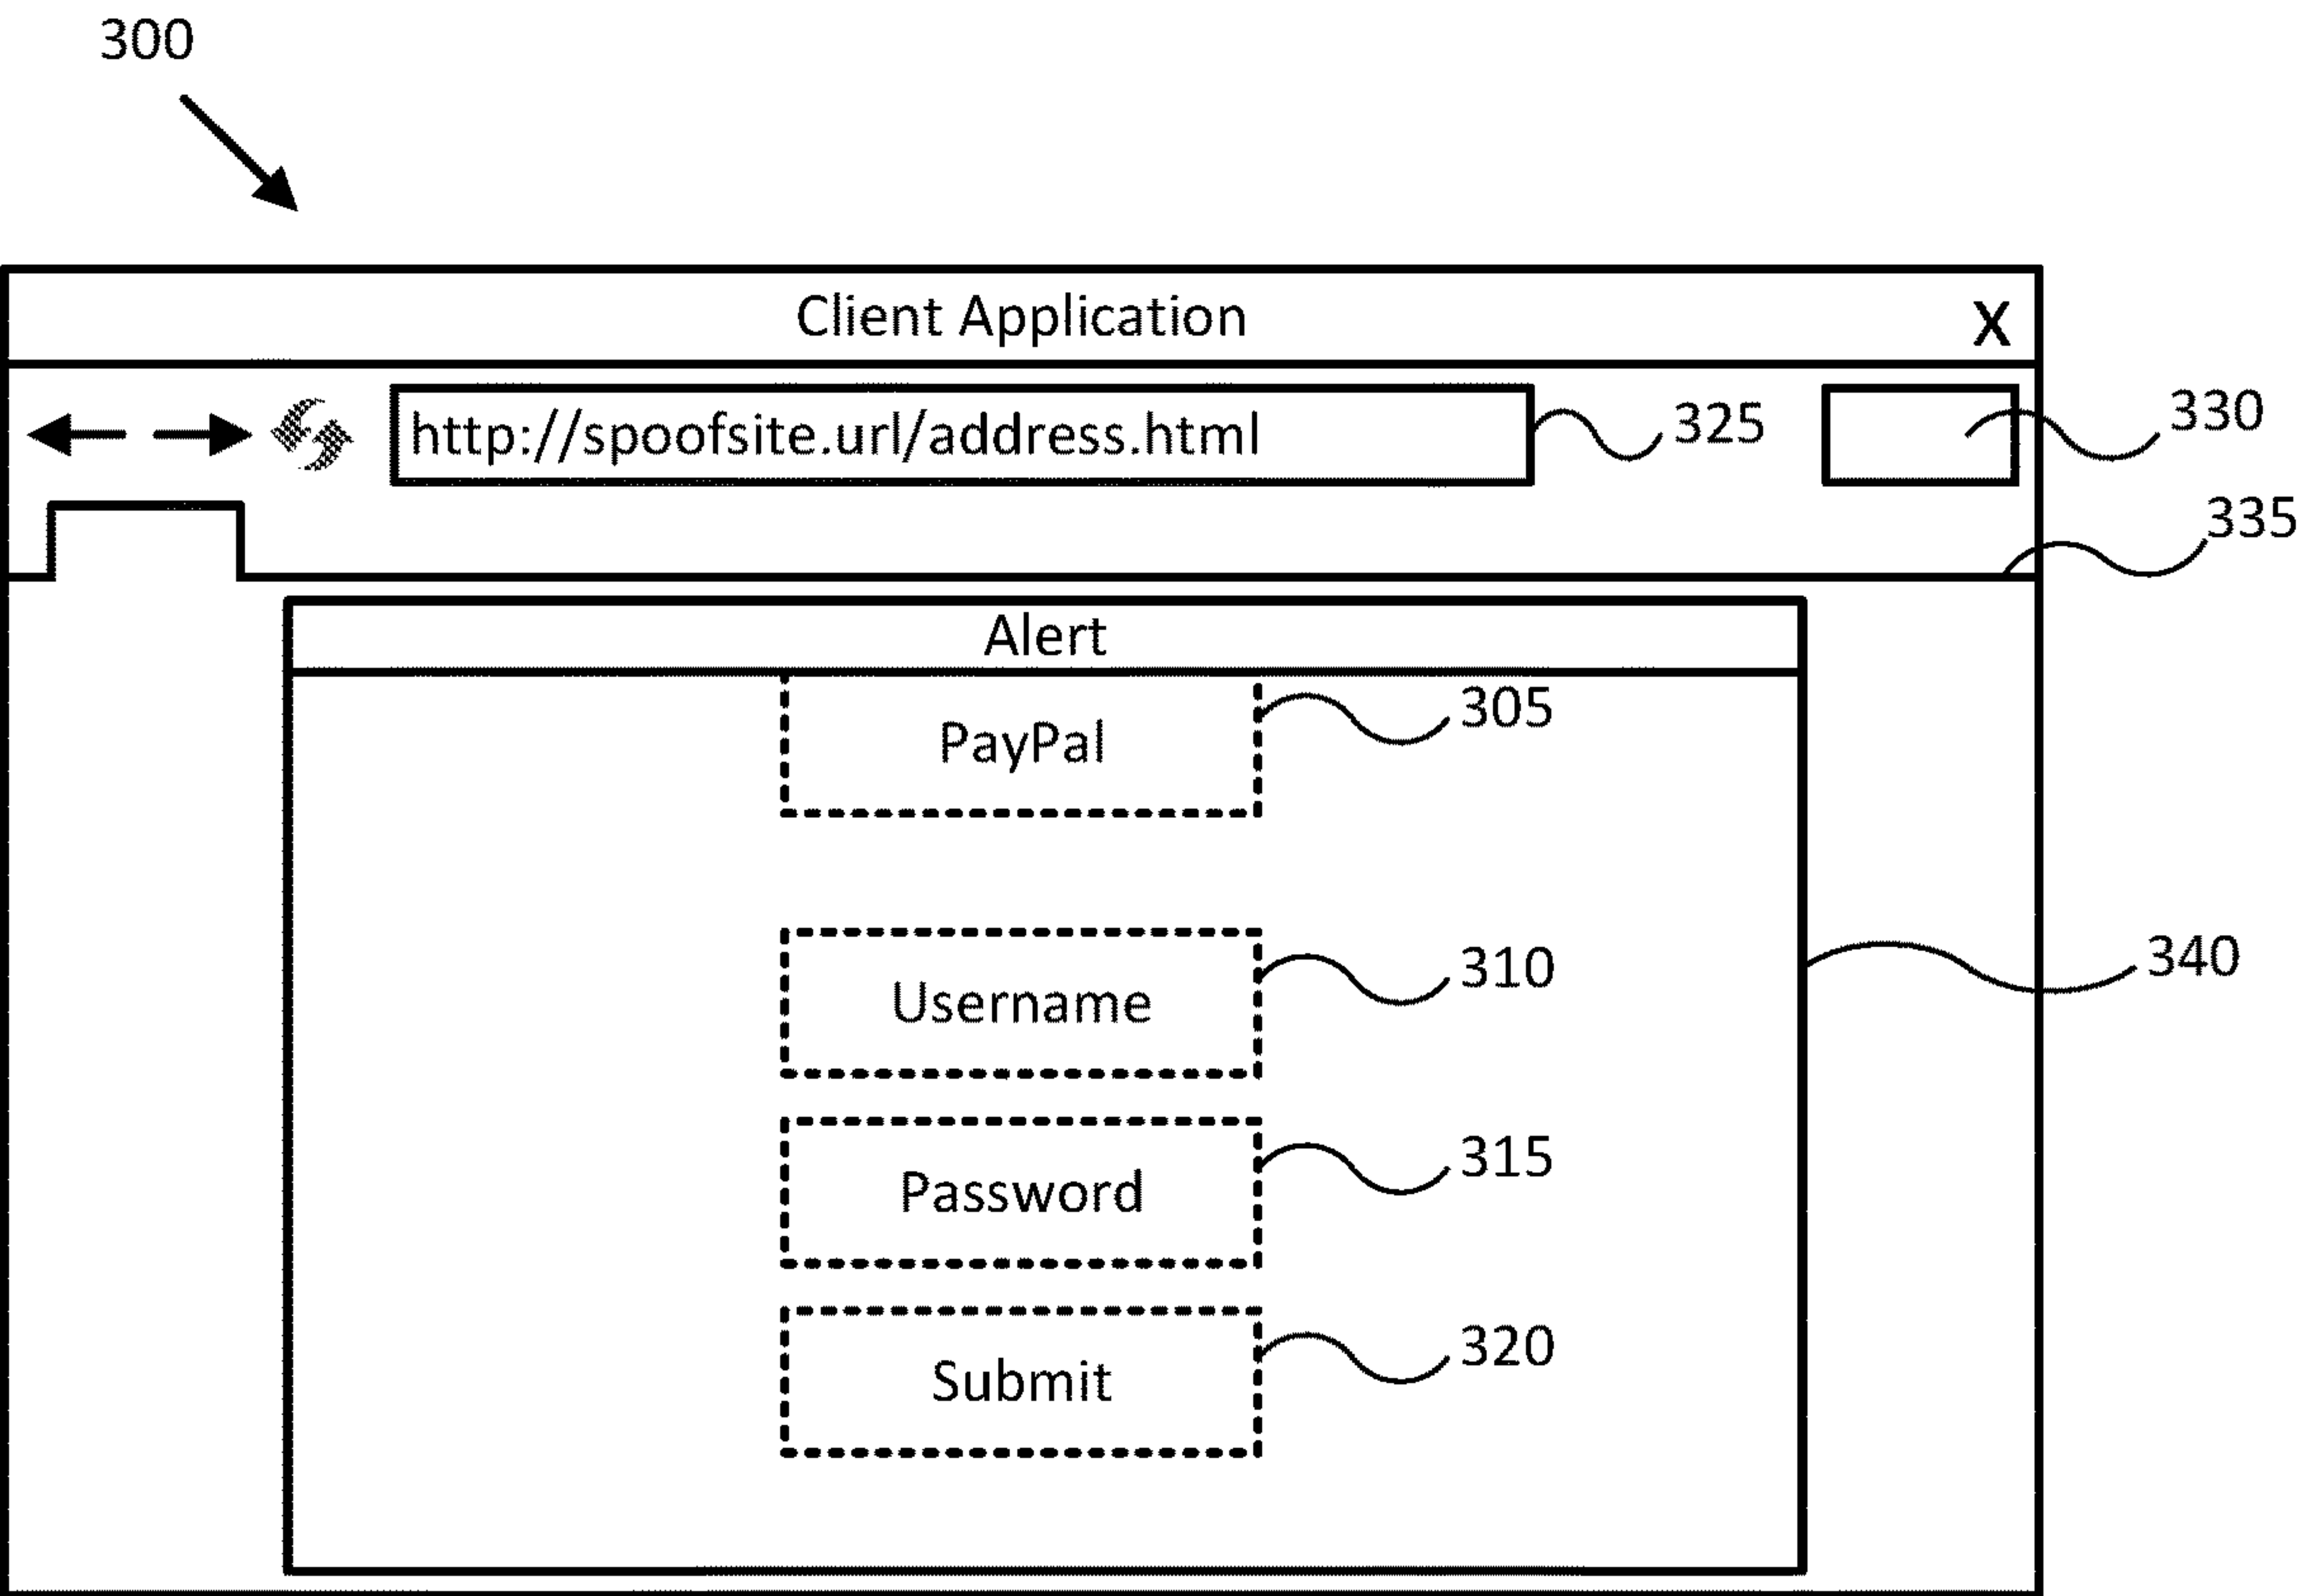 300
Client Application X
http://spoofsite.url/address.html 325 330
335
Alert
PayPal 305
Username 310
340
Password 315
Submit 320